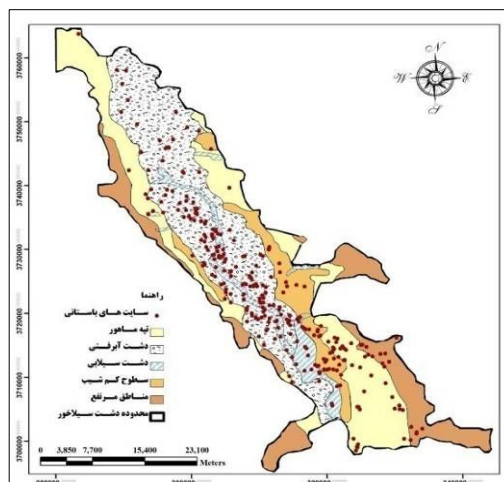 N
W E
S
3760000
3750000
3740000
3730000
3720000
3710000
3700000
راهنما
سایت های باستانی
تپه ماهور
دشت آبرفتی
دشت سیلابی
سطوح کم شیب
مناطق مرتفع
محدوده دشت سیلاخور
0 3,850 7,700 15,400 23,100
Meters